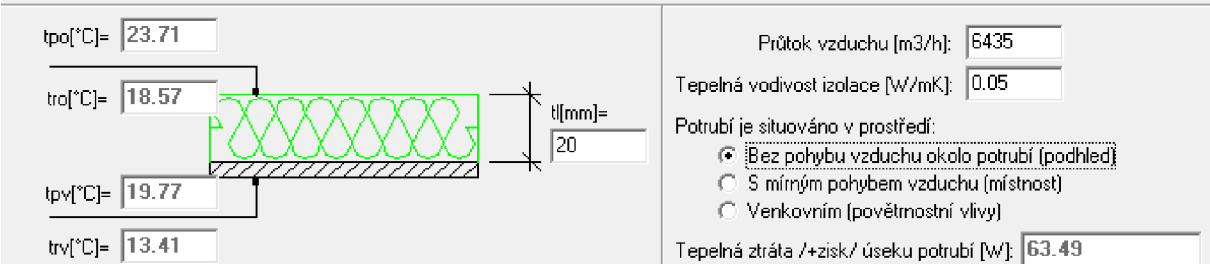 tpo[°C]= 23.71
tro[°C]= 18.57
tl[mm]=
20
tpv[°C]= 19.77
trv[°C]= 13.41
Průtok vzduchu [m3/h]: 6435
Tepelná vodivost izolace [W/mK]: 0.05
Potrubí je situováno v prostředí:
Bez pohybu vzduchu okolo potrubí (podhled)
S mírným pohybem vzduchu (místnost)
Venkovním (povětrnostní vlivy)
Tepelná ztráta /+zisk/ úseku potrubí [W]: 63.49